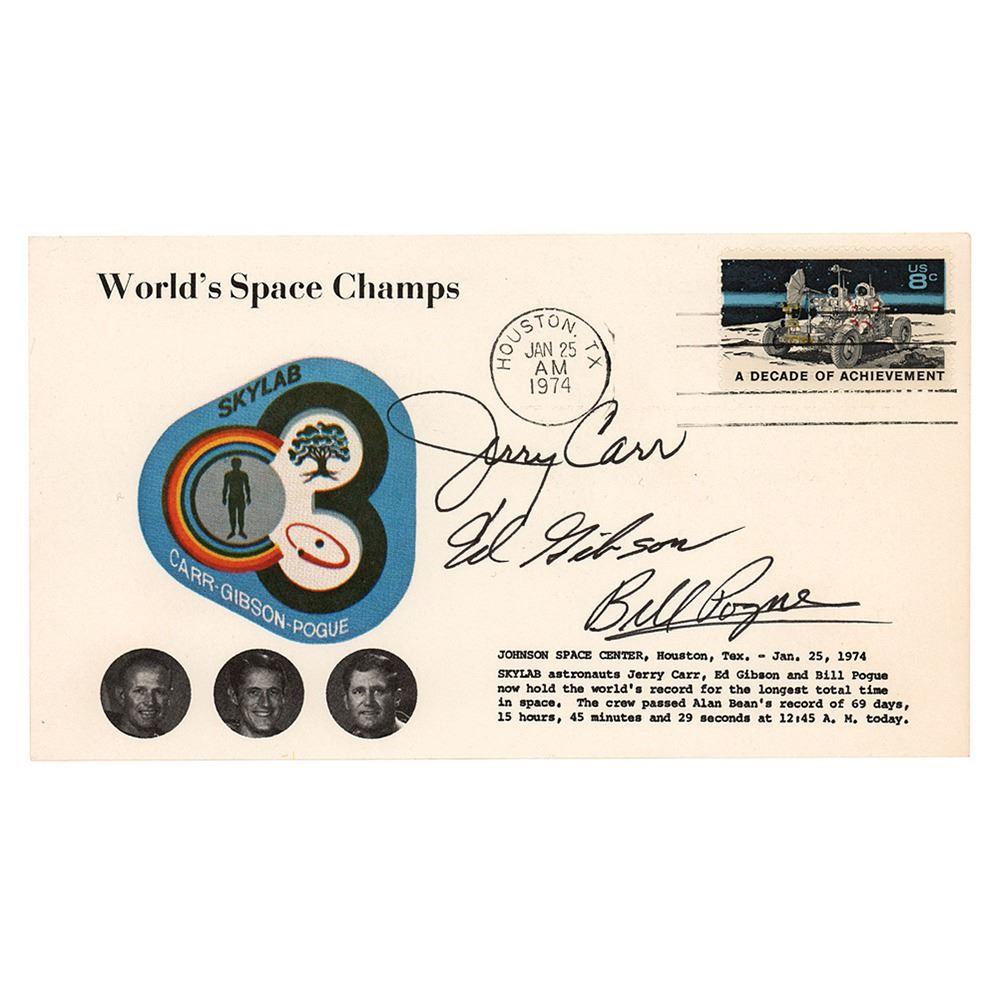 World's Space Champs
US
8c
A DECADE OF ACHIEVEMENT
HOUSTON, TX
JAN 25
AM
1974
SKYLAB
CARR-GIBSON-POGUE
Jerry Carr
Ed Gibson
Bill Pogue
JOHNSON SPACE CENTER, Houston, Tex. - Jan. 25, 1974
SKYLAB astronauts Jerry Carr, Ed Gibson and Bill Pogue
now hold the world's record for the longest total time
in space. The crew passed Alan Bean's record of 69 days,
15 hours, 45 minutes and 29 seconds at 12:45 A. M. today.